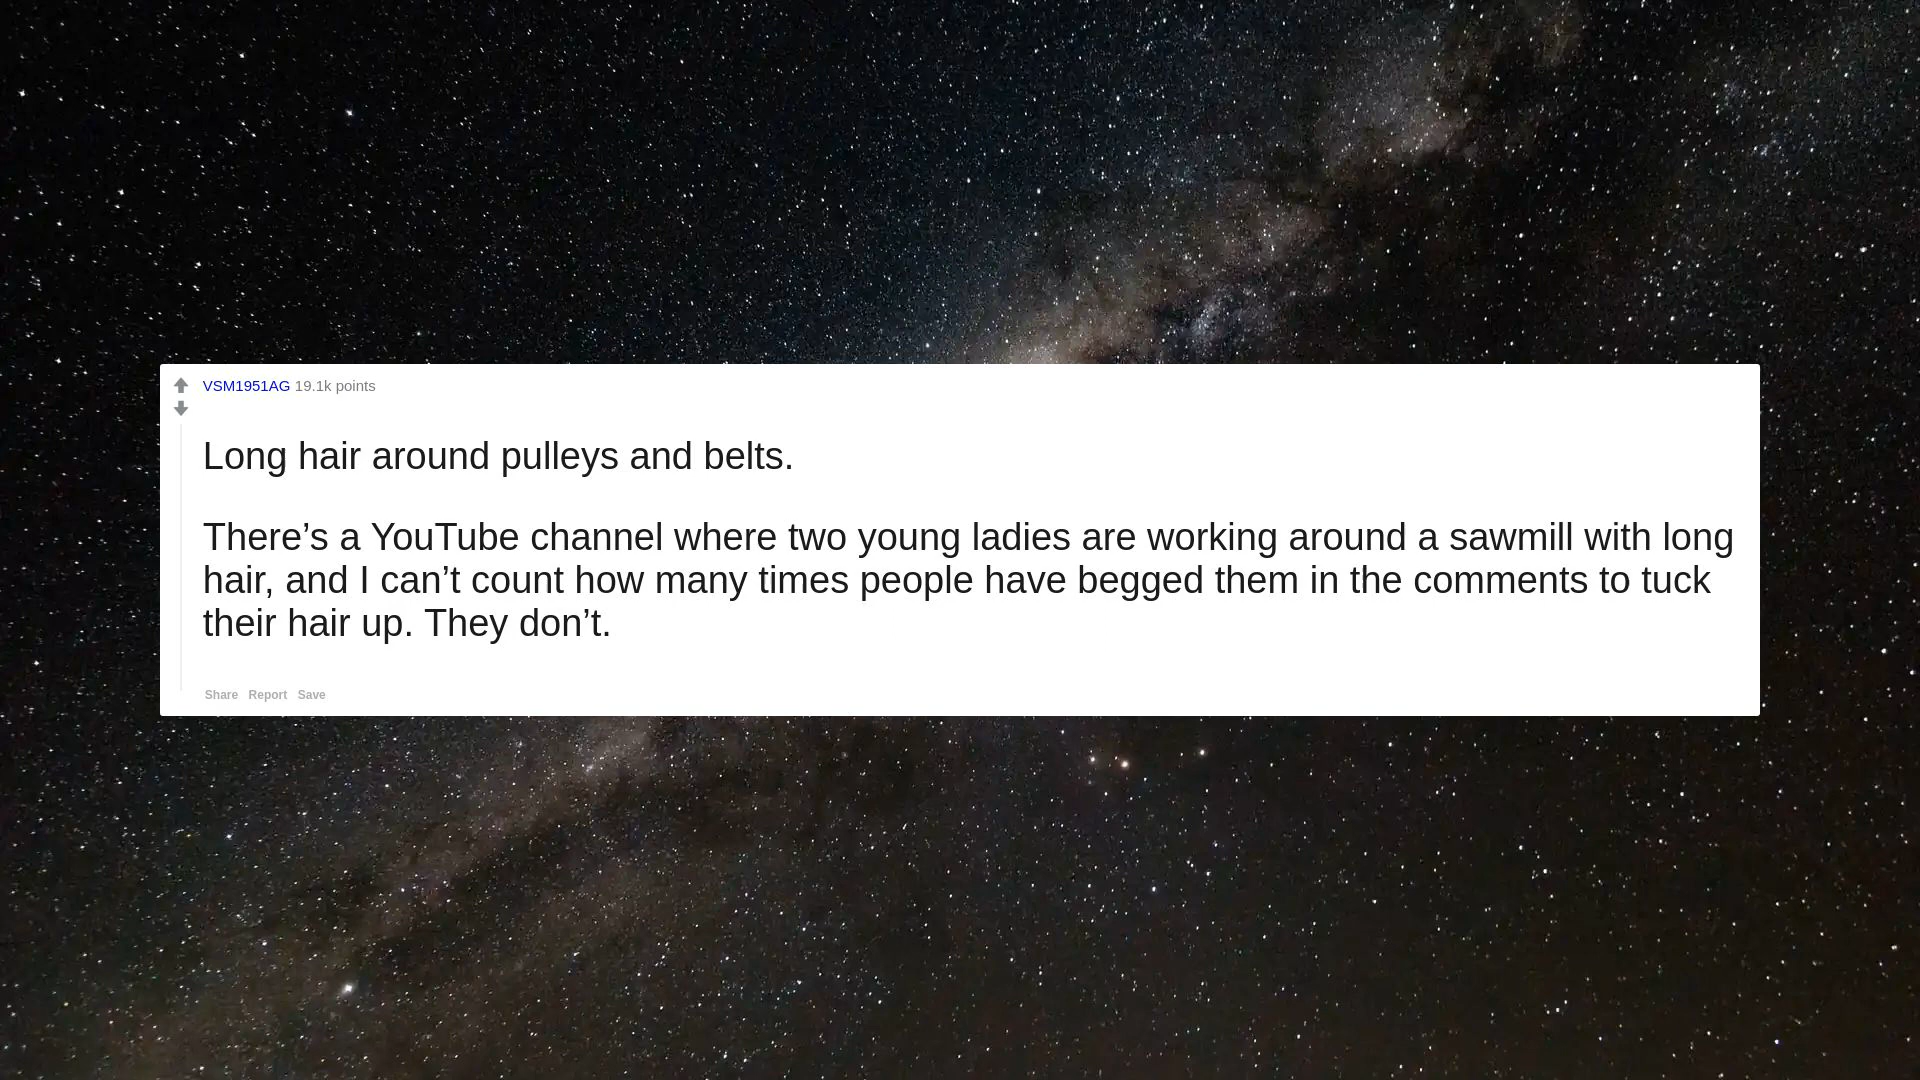 VSM1951AG 19.1k points
Long hair around pulleys and belts.
There’s a YouTube channel where two young ladies are working around a sawmill with long
hair, and I can’t count how many times people have begged them in the comments to tuck
their hair up. They don’t.
Share Report Save